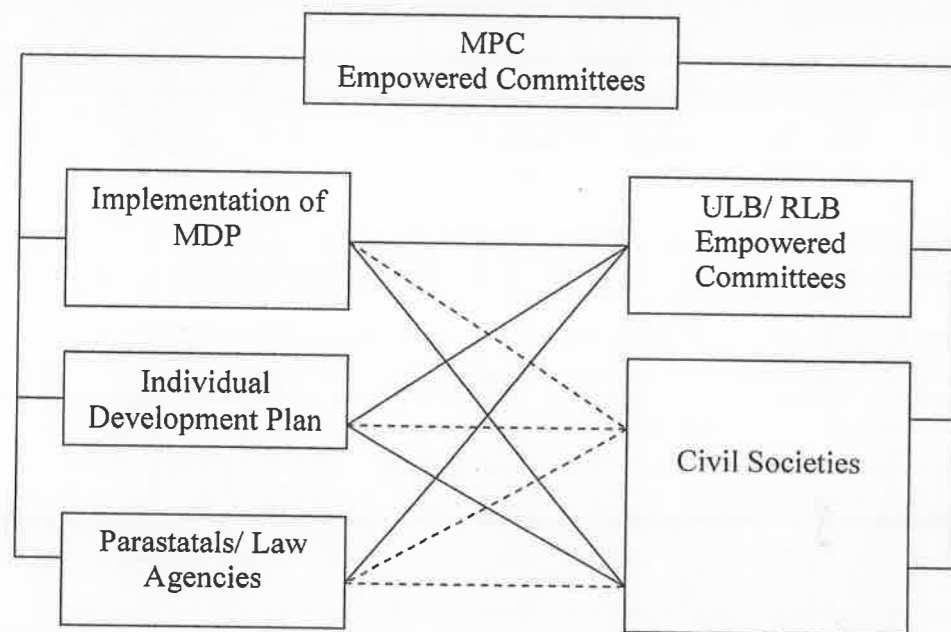 MPC
Empowered Committees
Implementation of
MDP
ULB/ RLB
Empowered
Committees
Individual
Development Plan
Civil Societies
Parastatals/ Law
Agencies